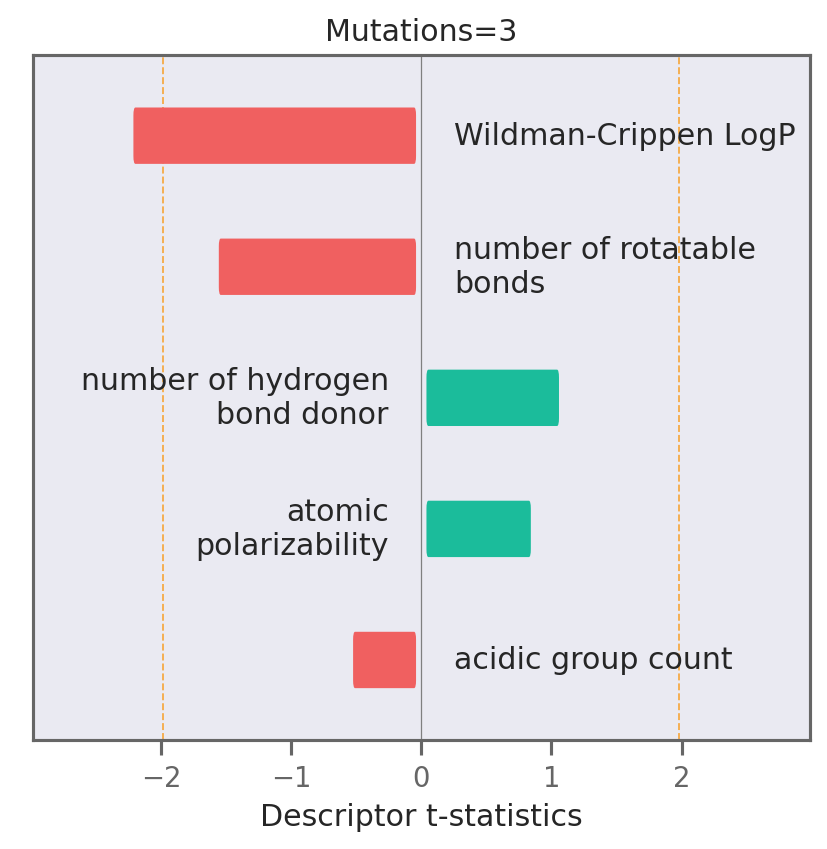 Mutations=3
Wildman-Crippen LogP
number of rotatable
bonds
number of hydrogen
bond donor
atomic
polarizability
acidic group count
−2 −1 0 1 2
Descriptor t-statistics